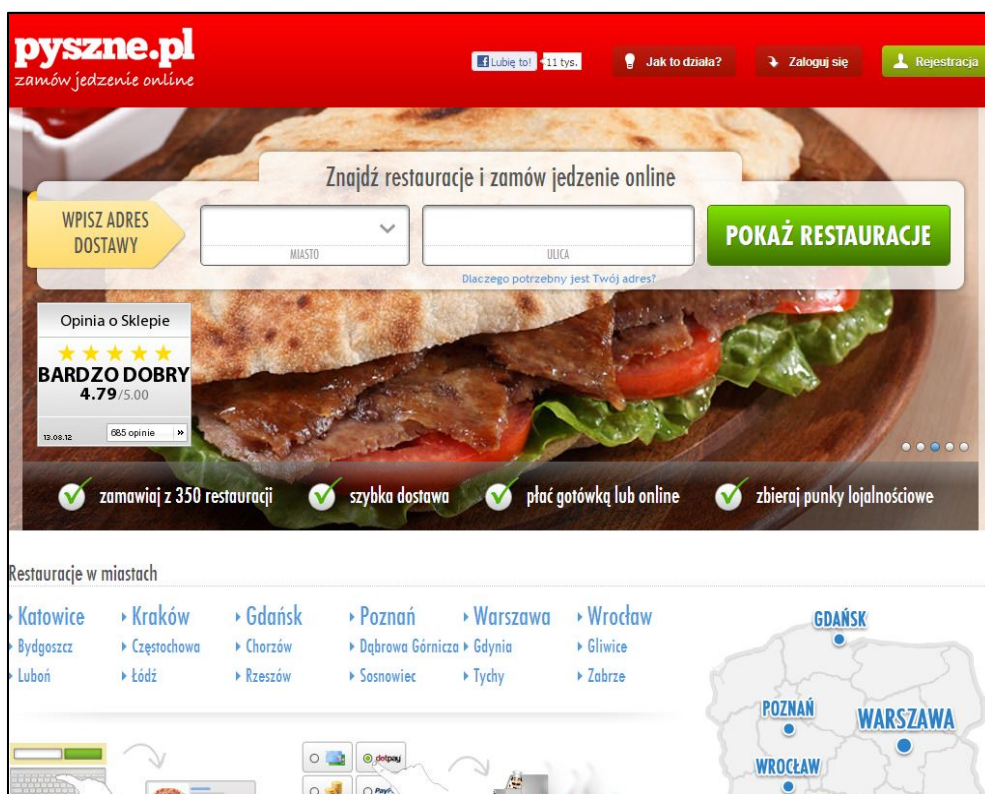 pyszne.pl
zamów jedzenie online
Lubię to! 11 tys.
Jak to działa?
Zaloguj się
Rejestracja
Znajdź restauracje i zamów jedzenie online
WPISZ ADRES
DOSTAWY
MIASTO
ULICA
POKAŻ RESTAURACJE
Dlaczego potrzebny jest Twój adres?
Opinia o Sklepie
BARDZO DOBRY
4.79/5.00
13.08.12
685 opinie
zamawiaj z 350 restauracji
szybka dostawa
płać gotówką lub online
zbieraj punky lojalnościowe
Restauracje w miastach
Katowice Kraków Gdańsk Poznań Warszawa Wrocław
Bydgoszcz Częstochowa Chorzów Dąbrowa Górnicza Gdynia Gliwice
Luboń Łódź Rzeszów Sosnowiec Tychy Zabrze
GDAŃSK
POZNAŃ
WARSZAWA
WROCŁAW
dotpay